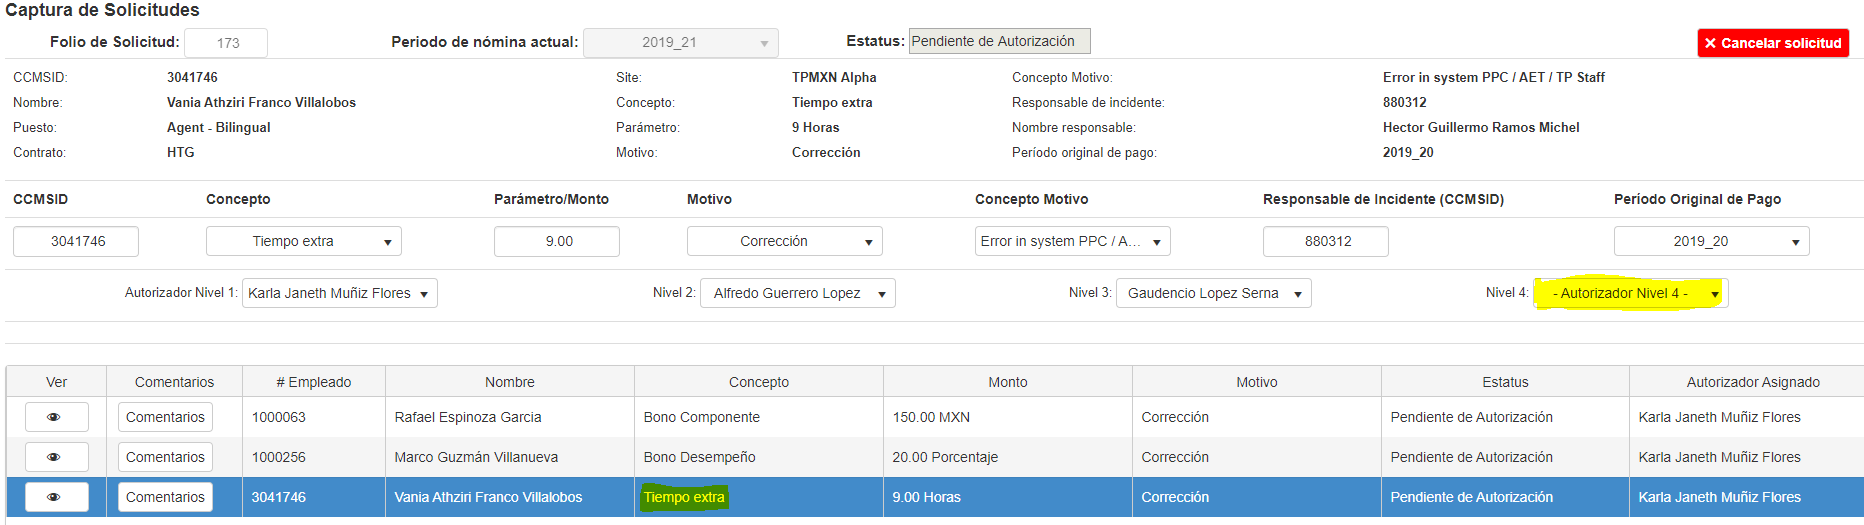 Captura de Solicitudes
Folio de Solicitud: 173 Periodo de nómina actual: 2019_21 Estatus: Pendiente de Autorización × Cancelar solicitud
CCMSID: 3041746 Site: TPMXN Alpha Concepto Motivo: Error in system PPC / AET / TP Staff
Nombre: Vania Athziri Franco Villalobos Concepto: Tiempo extra Responsable de incidente: 880312
Puesto: Agent - Bilingual Parámetro: 9 Horas Nombre responsable: Hector Guillermo Ramos Michel
Contrato: HTG Motivo: Corrección Período original de pago: 2019_20
CCMSID Concepto Parámetro/Monto Motivo Concepto Motivo Responsable de Incidente (CCMSID) Período Original de Pago
3041746 Tiempo extra 9.00 Corrección Error in system PPC / A... 880312 2019_20
Autorizador Nivel 1: Karla Janeth Muñiz Flores Nivel 2: Alfredo Guerrero Lopez Nivel 3: Gaudencio Lopez Serna Nivel 4: - Autorizador Nivel 4 -
Ver Comentarios # Empleado Nombre Concepto Monto Motivo Estatus Autorizador Asignado
Comentarios 1000063 Rafael Espinoza Garcia Bono Componente 150.00 MXN Corrección Pendiente de Autorización Karla Janeth Muñiz Flores
Comentarios 1000256 Marco Guzmán Villanueva Bono Desempeño 20.00 Porcentaje Corrección Pendiente de Autorización Karla Janeth Muñiz Flores
Comentarios 3041746 Vania Athziri Franco Villalobos Tiempo extra 9.00 Horas Corrección Pendiente de Autorización Karla Janeth Muñiz Flores